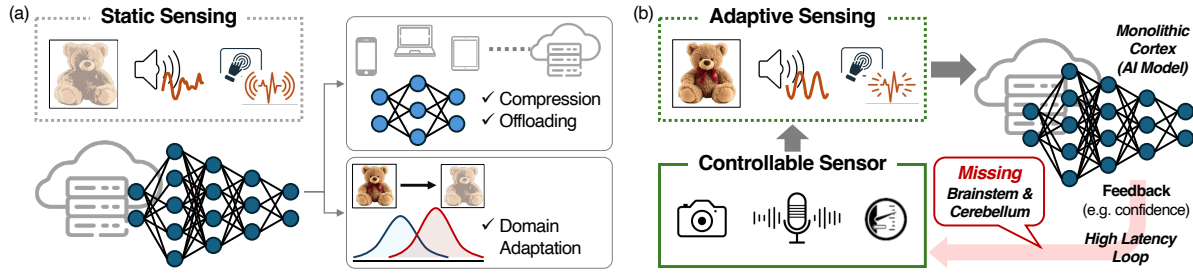 (a)
Static Sensing
✓ Compression
✓ Offloading
✓ Domain
Adaptation
(b)
Adaptive Sensing
Monolithic
Cortex
(AI Model)
Controllable Sensor
Missing
Brainstem &
Cerebellum
Feedback
(e.g. confidence)
High Latency
Loop